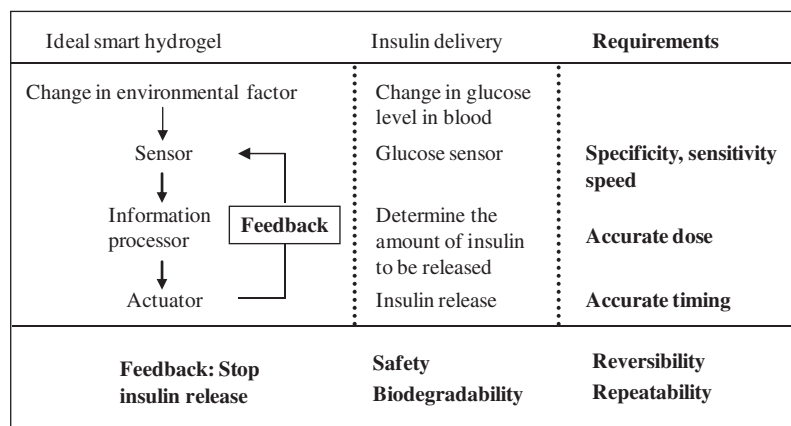 Ideal smart hydrogel
Insulin delivery
Requirements
Change in environmental factor
Change in glucose
level in blood
Sensor
Glucose sensor
Specificity, sensitivity
speed
Information
processor
Feedback
Determine the
amount of insulin
to be released
Accurate dose
Actuator
Insulin release
Accurate timing
Feedback: Stop
insulin release
Safety
Biodegradability
Reversibility
Repeatability